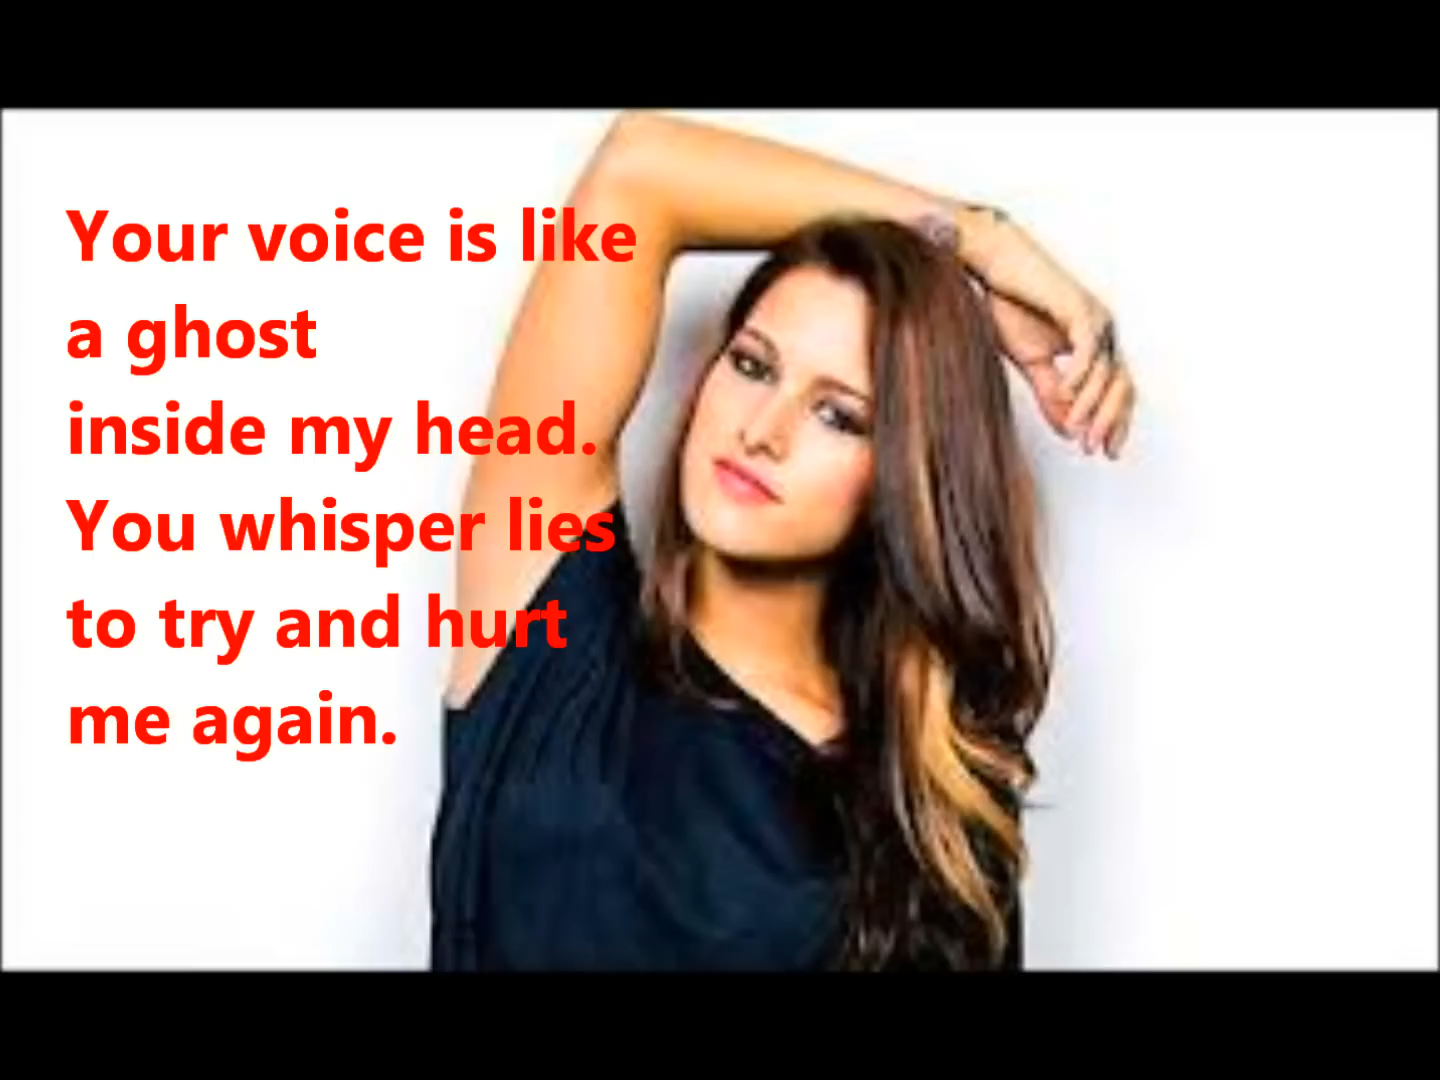 Your voice is like
a ghost
inside my head.
You whisper lies
to try and hurt
me again.